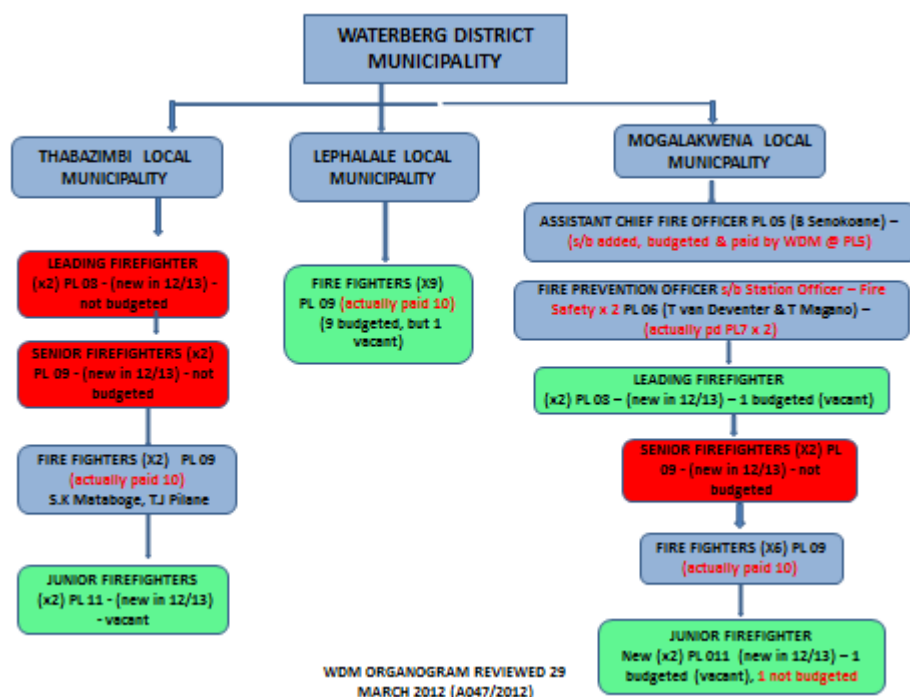 WATERBERG DISTRICT
MUNICIPALITY
THABAZIMBI LOCAL
MUNICIPALITY
LEADING FIREFIGHTER
(x2) PL 08 - (new in 12/13) -
not budgeted
SENIOR FIREFIGHTERS (x2)
PL 09 - (new in 12/13) - not
budgeted
FIRE FIGHTERS (X2) PL 09
(actually paid 10)
S.K Mataboge, T.J Pilane
JUNIOR FIREFIGHTERS
(x2) PL 11 - (new in 12/13)
- vacant
LEPHALALE LOCAL
MUNICIPALITY
FIRE FIGHTERS (X9)
PL 09 (actually paid 10)
(9 budgeted, but 1
vacant)
MOGALAKWENA LOCAL
MUNICPALITY
ASSISTANT CHIEF FIRE OFFICER PL 05 (B Senokoane) –
(s/b added, budgeted & paid by WDM @ PL5)
FIRE PREVENTION OFFICER s/b Station Officer – Fire
Safety x 2 PL 06 (T van Deventer & T Magano) –
(actually pd PL7 x 2)
LEADING FIREFIGHTER
(x2) PL 08 – (new in 12/13) – 1 budgeted (vacant)
SENIOR FIREFIGHTERS (X2) PL
09 - (new in 12/13) - not
budgeted
FIRE FIGHTERS (X6) PL 09
(actually paid 10)
JUNIOR FIREFIGHTER
New (x2) PL 011 (new in 12/13) – 1
budgeted (vacant), 1 not budgeted
WDM ORGANOGRAM REVIEWED 29
MARCH 2012 (A047/2012)